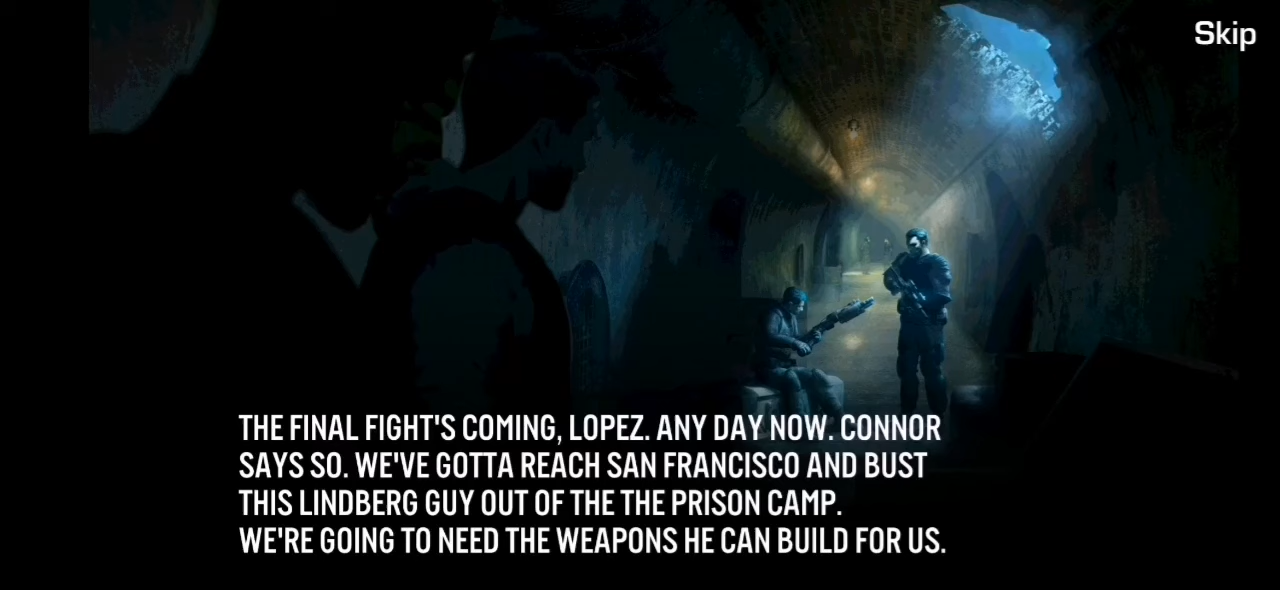 Skip
THE FINAL FIGHT'S COMING, LOPEZ. ANY DAY NOW. CONNOR
SAYS SO. WE'VE GOTTA REACH SAN FRANCISCO AND BUST
THIS LINDBERG GUY OUT OF THE THE PRISON CAMP.
WE'RE GOING TO NEED THE WEAPONS HE CAN BUILD FOR US.